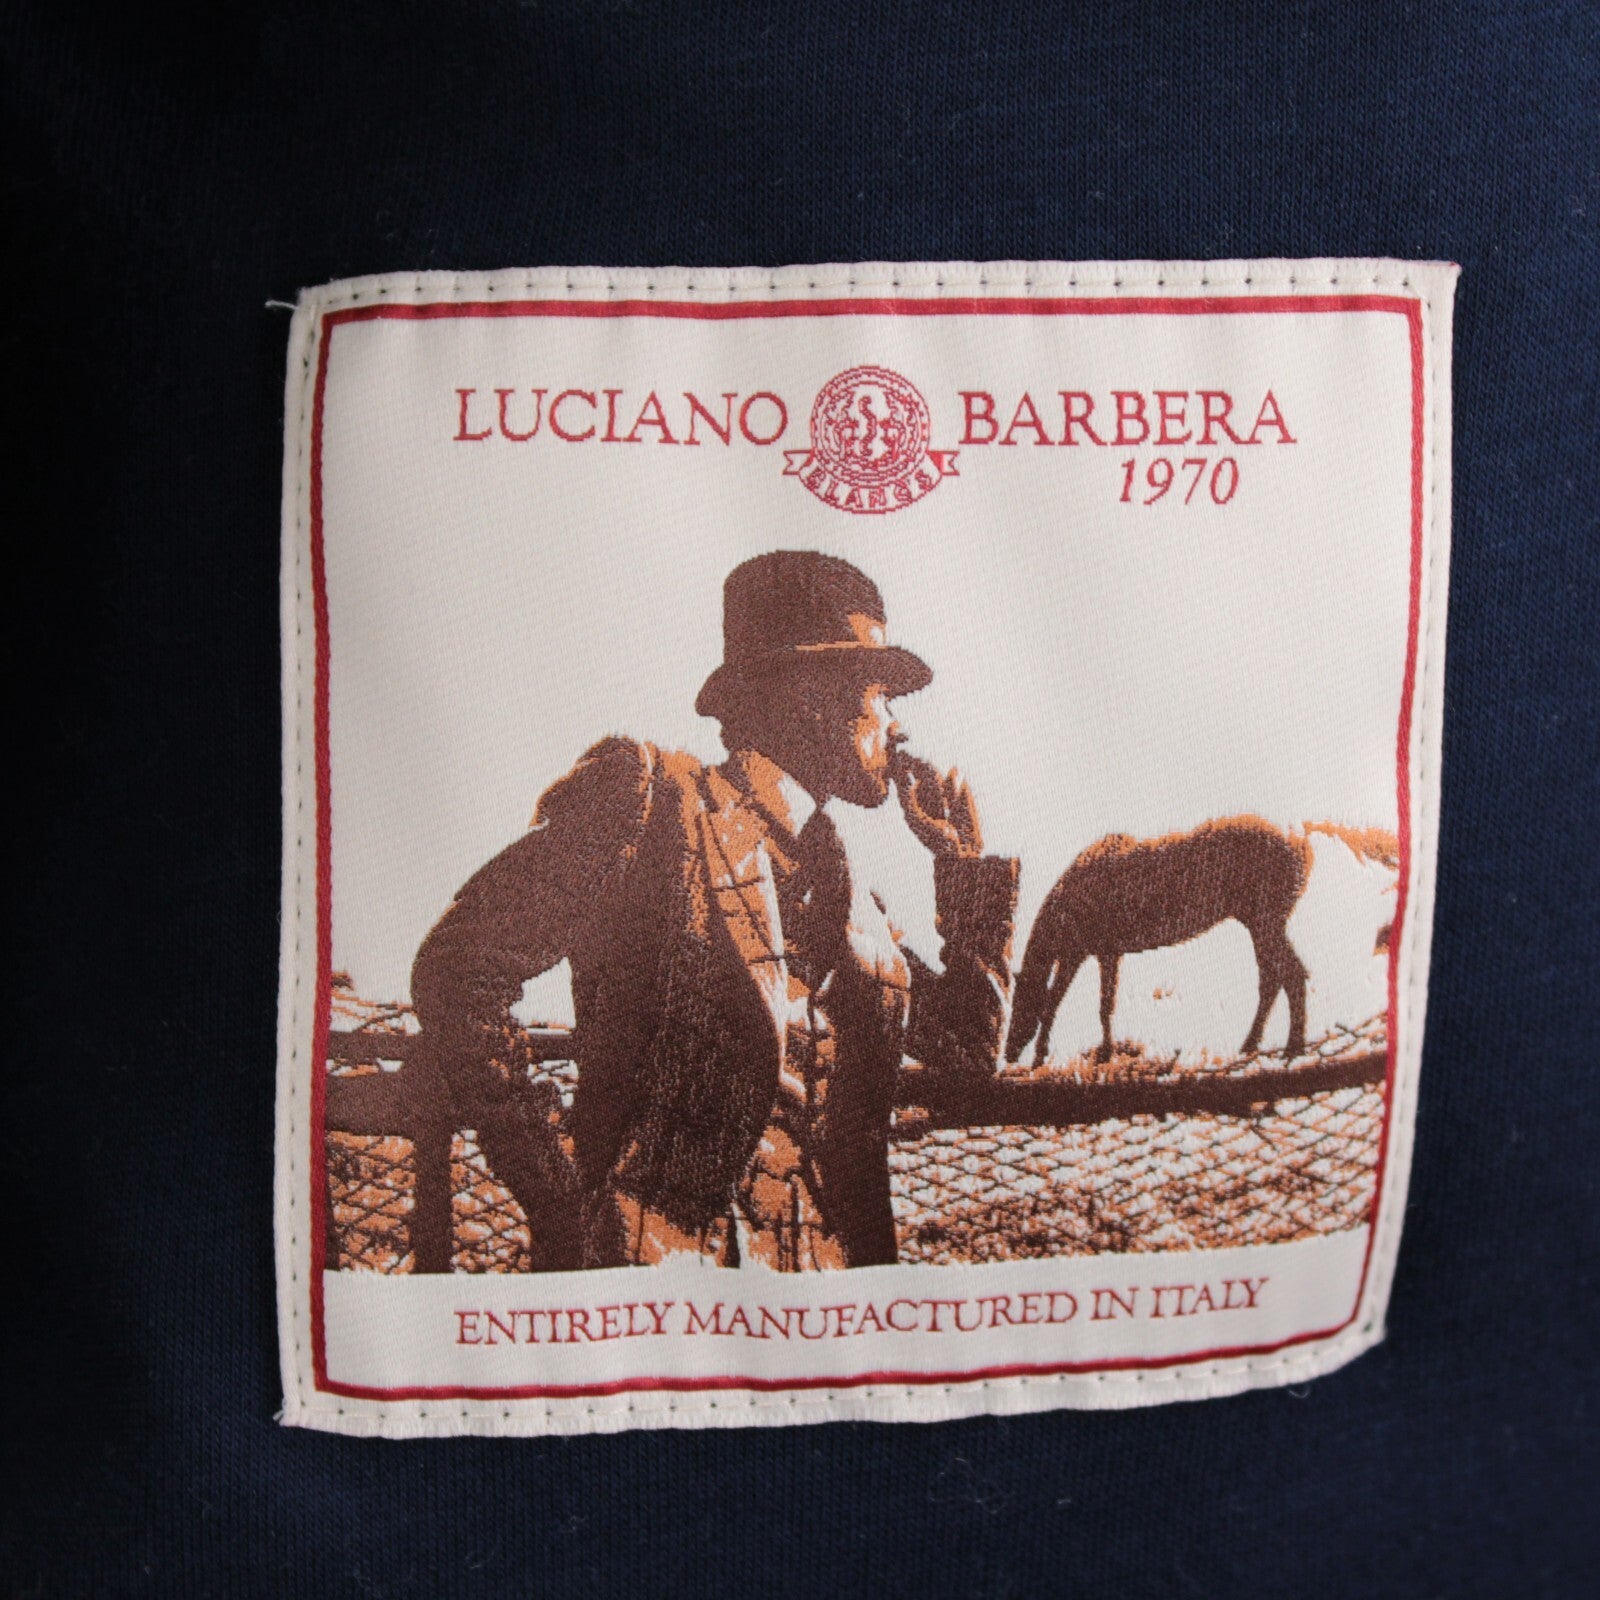 LUCIANO BARBERA
1970
ENTIRELY MANUFACTURED IN ITALY